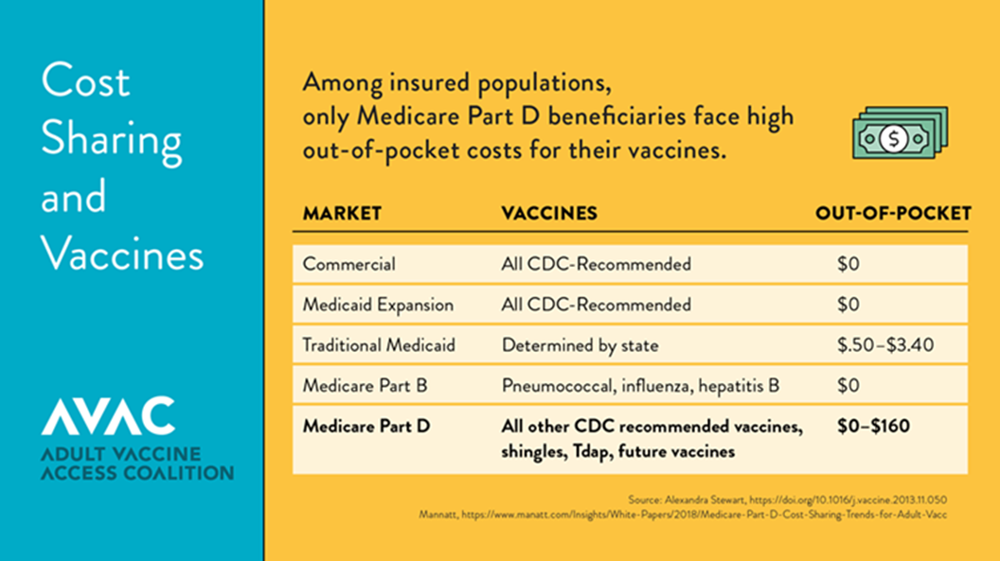 Cost
Sharing
and
Vaccines
AVAC
ADULT VACCINE
ACCESS COALITION
Among insured populations,
only Medicare Part D beneficiaries face high
out-of-pocket costs for their vaccines.
$
MARKET VACCINES OUT-OF-POCKET
Commercial All CDC-Recommended $0
Medicaid Expansion All CDC-Recommended $0
Traditional Medicaid Determined by state $.50–$3.40
Medicare Part B Pneumococcal, influenza, hepatitis B $0
Medicare Part D All other CDC recommended vaccines, $0–$160
shingles, Tdap, future vaccines
Source: Alexandra Stewart, https://doi.org/10.1016/j.vaccine.2013.11.050
Mannatt, https://www.manatt.com/Insights/White-Papers/2018/Medicare-Part-D-Cost-Sharing-Trends-for-Adult-Vacc